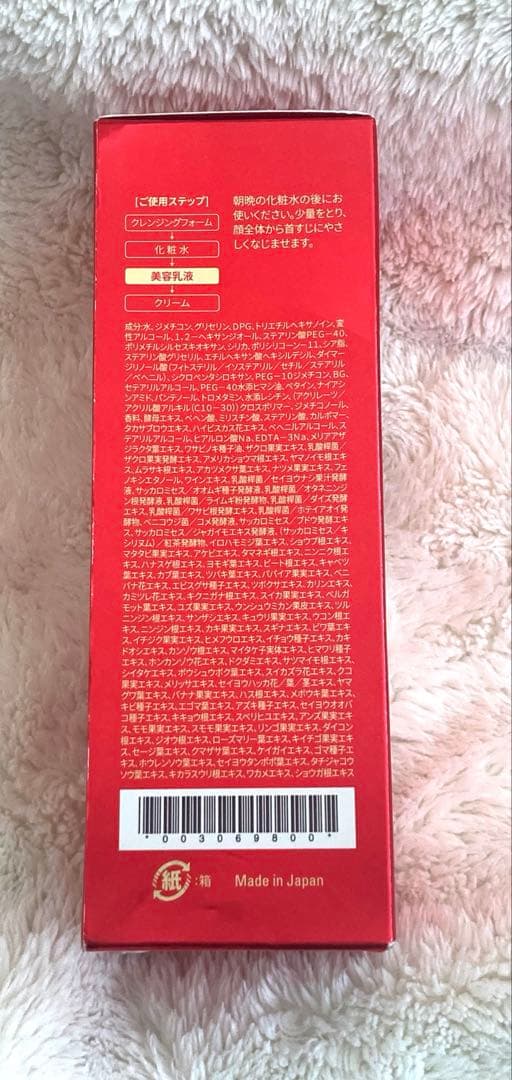 [ご使用ステップ]
クレンジングフォーム
化粧水
美容乳液
クリーム
朝晩の化粧水の後にお
使いください。少量をとり、
顔全体から首すじにやさ
しくなじませます。
成分:水、ジメチコン、グリセリン、DPG、トリエチルヘキサノイン、変
性アルコール、1,2-ヘキサンジオール、ステアリン酸PEG-40、
ポリメチルシルセスキオキサン、シリカ、ポリシリコーン-11、シア脂、
ステアリン酸グリセリル、エチルヘキサン酸ヘキシルデシル、ダイマー
ジリノール酸(フィトステリル/イソステアリル/セチル/ステアリル
/ベヘニル)、シクロペンタシロキサン、PEG-10ジメチコン、BG、
セテアリルアルコール、PEG-40水添ヒマシ油、ベタイン、ナイアシ
ンアミド、パンテノール、トロメタミン、水添レシチン、(アクリレーツ/
アクリル酸アルキル(C10-30))クロスポリマー、ジメチコノール、
香料、酵母エキス、ベヘン酸、ミリスチン酸、ステアリン酸、カルボマー、
タカサブロウエキス、ハイビスカス花エキス、ベヘニルアルコール、ス
テアリルアルコール、ヒアルロン酸Na、EDTA-3Na、メリアアザ
ジラクタ葉エキス、ワサビノキ種子油、ザクロ果実エキス、乳酸桿菌/
ザクロ果実発酵エキス、アメリカショウマ根エキス、ヤマノイモ根エキ
ス、ムラサキ根エキス、アカツメクサ葉エキス、ナツメ果実エキス、フェ
ノキシエタノール、ワインエキス、乳酸桿菌/セイヨウナシ果汁発酵
液、サッカロミセス/オオムギ種子発酵液、乳酸桿菌/オタネニンジ
ン根発酵液、乳酸桿菌/ライムギ粉発酵物、乳酸桿菌/ダイズ発酵
エキス、乳酸桿菌/ワサビ根発酵エキス、乳酸桿菌/ホテイアオイ発
酵物、ベニコウジ菌/コメ発酵液、サッカロミセス/ブドウ発酵エキ
ス、サッカロミセス/ジャガイモエキス発酵液、(サッカロミセス/キ
シリヌム)/紅茶発酵物、イロハモミジ葉エキス、ショウブ根エキス、
マタタビ果実エキス、アケビエキス、タマネギ根エキス、ニンニク根エ
キス、ハナスゲ根エキス、ヨモギ葉エキス、ビート根エキス、キャベツ
葉エキス、カブ葉エキス、ツバキ葉エキス、パパイア果実エキス、ベニ
バナ花エキス、エビスグサ種子エキス、ツボクサエキス、カリンエキス、
カミツレ花エキス、キクニガナ根エキス、スイカ果実エキス、ベルガ
モット葉エキス、ユズ果実エキス、ウンシュウミカン果皮エキス、ツル
ニンジン根エキス、サンザシエキス、キュウリ果実エキス、ウコン根エ
キス、ニンジン根エキス、カキ果実エキス、スギナエキス、ビワ葉エキ
ス、イチジク果実エキス、ヒメフウロエキス、イチョウ種子エキス、カキ
ドオシエキス、カンゾウ根エキス、マイタケ子実体エキス、ヒマワリ種子
エキス、ホンカンゾウ花エキス、ドクダミエキス、サツマイモ根エキス、
シイタケエキス、ボウシュウボク葉エキス、スイカズラ花エキス、クコ
果実エキス、メリッサエキス、セイヨウハッカ花/葉/茎エキス、ヤマ
グワ葉エキス、バナナ果実エキス、ハス根エキス、メボウキ葉エキス、
キビ種子エキス、エゴマ葉エキス、アズキ種子エキス、セイヨウオオバ
コ種子エキス、キキョウ根エキス、スベリヒユエキス、アンズ果実エキ
ス、モモ果実エキス、スモモ果実エキス、リンゴ果実エキス、ダイコン
根エキス、ジオウ根エキス、ローズマリー葉エキス、キイチゴ果実エキ
ス、セージ葉エキス、クマザサ葉エキス、ケイガイエキス、ゴマ種子エ
キス、ホウレンソウ葉エキス、セイヨウタンポポ葉エキス、タチジャコウ
ソウ葉エキス、キカラスウリ根エキス、ワカメエキス、ショウガ根エキス
*003069800*
紙:箱 Made in Japan